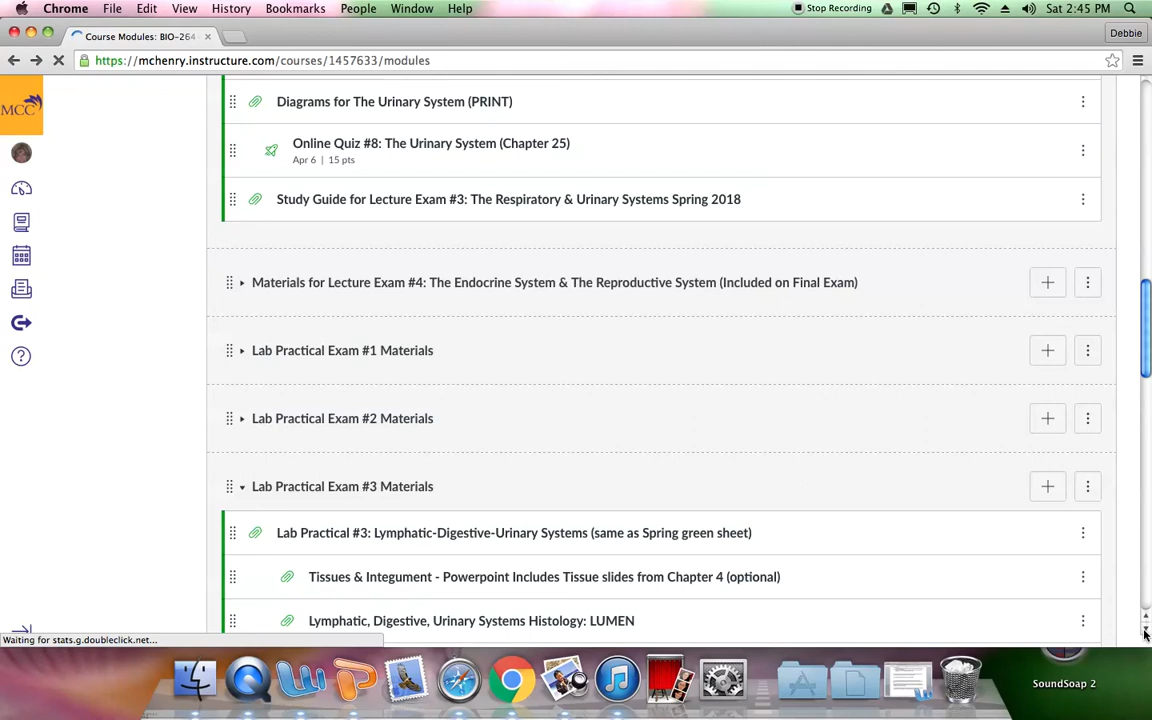 Chrome File Edit View History Bookmarks People Window Help Stop Recording Sat 2:45 PM
Course Modules: BIO-264 Debbie
https://mchenry.instructure.com/courses/1457633/modules
MCC
Diagrams for The Urinary System (PRINT)
Online Quiz #8: The Urinary System (Chapter 25)
Apr 6 | 15 pts
Study Guide for Lecture Exam #3: The Respiratory & Urinary Systems Spring 2018
Materials for Lecture Exam #4: The Endocrine System & The Reproductive System (Included on Final Exam)
Lab Practical Exam #1 Materials
Lab Practical Exam #2 Materials
Lab Practical Exam #3 Materials
Lab Practical #3: Lymphatic-Digestive-Urinary Systems (same as Spring green sheet)
Tissues & Integument - Powerpoint Includes Tissue slides from Chapter 4 (optional)
Lymphatic, Digestive, Urinary Systems Histology: LUMEN
Waiting for stats.g.doubleclick.net...
SoundSoap 2